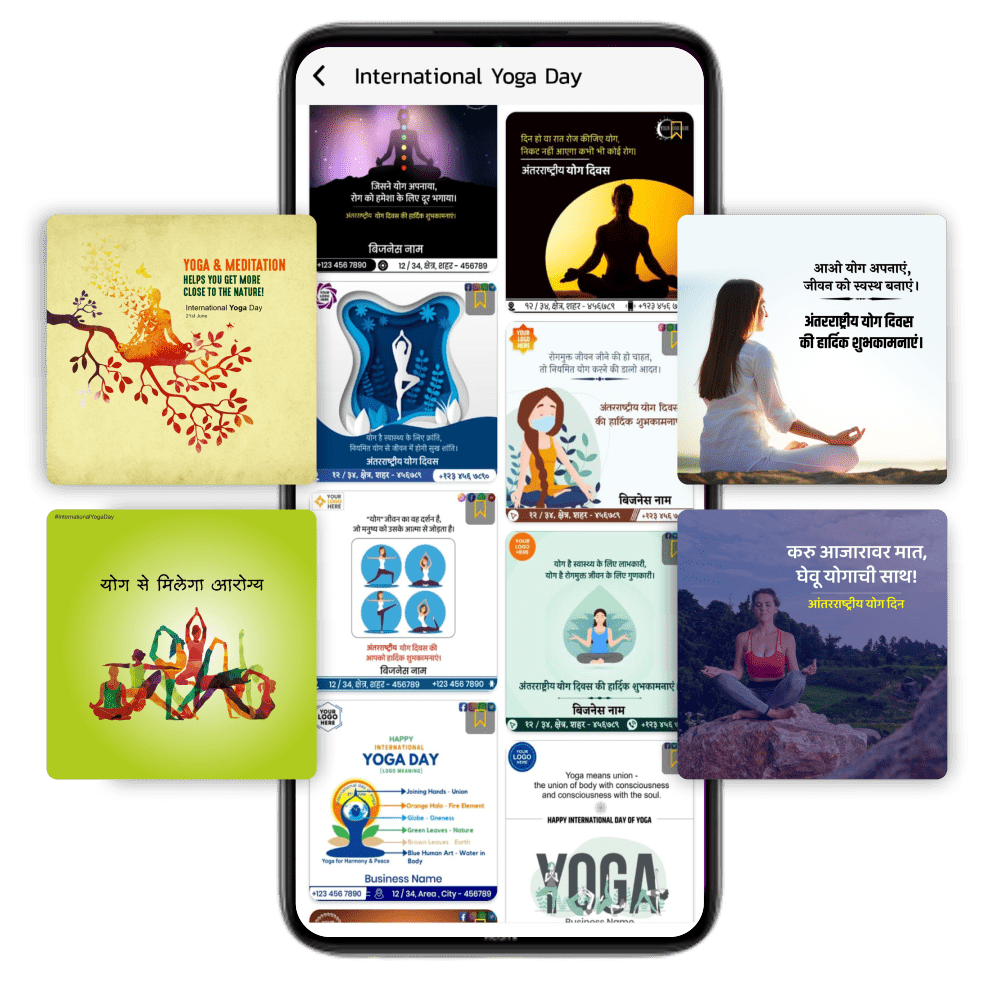 International Yoga Day
जिसने योग अपनाया,
रोग को हमेशा के लिए दूर भगाया।
अंतरराष्ट्रीय योग दिवस की हार्दिक शुभकामनाएं।
बिजनेस नाम
+123 456 7890
12 / 34, क्षेत्र, शहर - 456789
YOUR LOGO HERE
दिन हो या रात रोज कीजिए योग,
निकट नहीं आएगा कभी भी कोई रोग।
अंतरराष्ट्रीय योग दिवस
१२ / ३४, क्षेत्र, शहर - ४५६७८९
+१२३ ४५६ ७
YOGA & MEDITATION
HELPS YOU GET MORE
CLOSE TO THE NATURE!
International Yoga Day
21st June
आओ योग अपनाएं,
जीवन को स्वस्थ बनाएं।
अंतरराष्ट्रीय योग दिवस
की हार्दिक शुभकामनाएं।
योग है स्वास्थ्य के लिए क्रांति,
नियमित योग से जीवन में होगी सुख शांति।
अंतरराष्ट्रीय योग दिवस
१२ / ३४, क्षेत्र, शहर - ४५६७८९
+१२३ ४५६ ७८९०
YOUR
LOGO
HERE
रोगमुक्त जीवन जीने की हो चाहत,
तो नियमित योग करने की डालो आदत।
अंतरराष्ट्रीय योग दिवस
की हार्दिक शुभकामनाएं
बिजनेस नाम
१२ / ३४, क्षेत्र, शहर - ४५६७८९
+१२३ ४५६ ७
YOUR
LOGO
HERE
"योग" जीवन का वह दर्शन है,
जो मनुष्य को उसके आत्मा से जोड़ता है।
अंतरराष्ट्रीय योग दिवस की
आपको हार्दिक शुभकामनाएं।
बिजनेस नाम
12 / 34, क्षेत्र, शहर - 456789
+123 456 7890
#InternationalYogaDay
योग से मिलेगा आरोग्य
YOUR
LOGO
HERE
योग है स्वास्थ्य के लिए लाभकारी,
योग है रोगमुक्त जीवन के लिए गुणकारी।
अंतरराष्ट्रीय योग दिवस की हार्दिक शुभकामनाएं
बिजनेस नाम
१२ / ३४, क्षेत्र, शहर - ४५६७८९
+१२३ ४५६ ७
करु आजारावर मात,
घेवू योगाची साथ!
आंतरराष्ट्रीय योग दिन
YOUR
LOGO
HERE
HAPPY
INTERNATIONAL
YOGA DAY
(LOGO MEANING)
Joining Hands - Union
Orange Halo - Fire Element
Globe - Oneness
Green Leaves - Nature
Brown Leaves - Earth
Blue Human Art - Water in
Body
Yoga for Harmony & Peace
Business Name
+123 456 7890
12 / 34, Area , City - 456789
YOUR
LOGO
HERE
Yoga means union -
the union of body with consciousness
and consciousness with the soul.
HAPPY INTERNATIONAL DAY OF YOGA
YOGA
Business Name